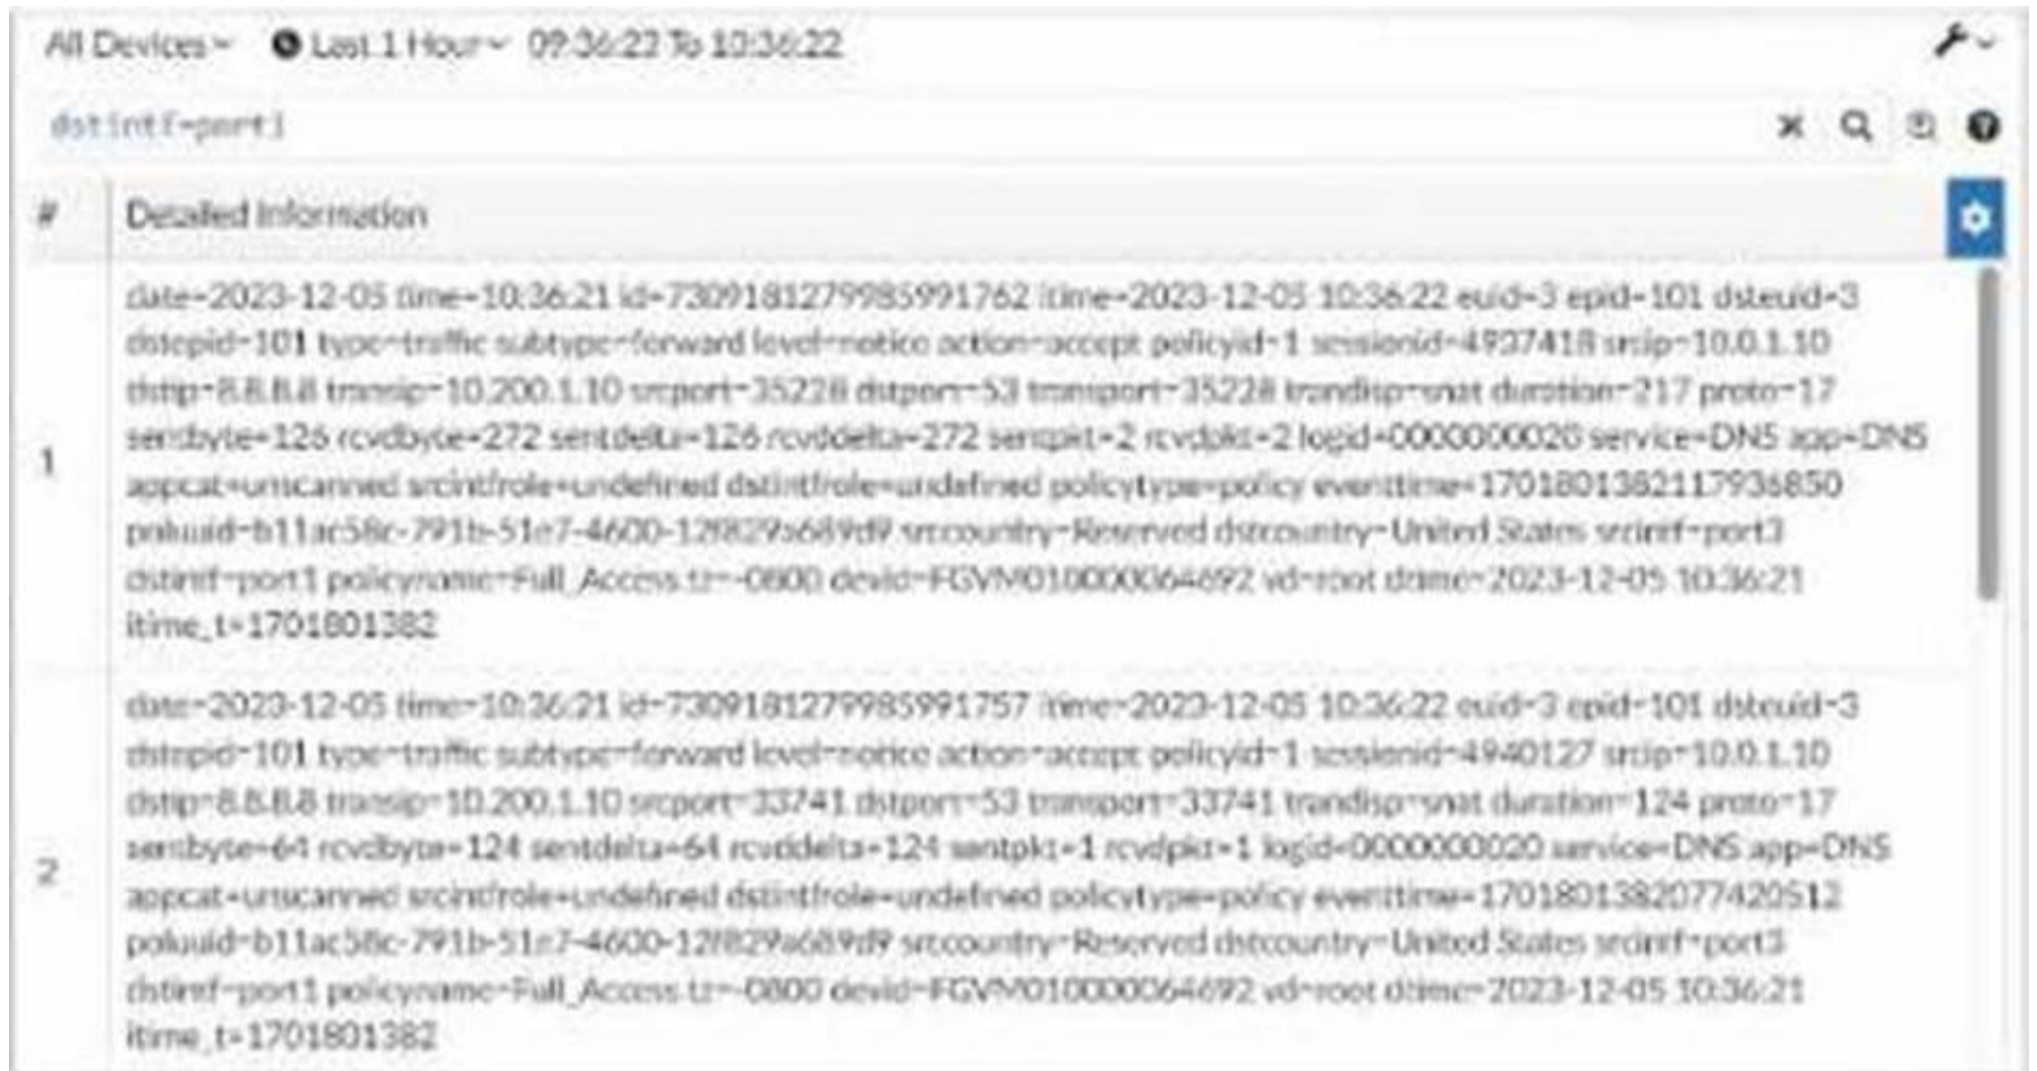 All Devices Last 1 Hour 09:36:23 To 10:36:22
dstintf=port1
# Detailed Information
date=2023-12-05 time=10:36:21 id=7309181279985991762 itime=2023-12-05 10:36:22 euid=3 epid=101 dsteuid=3
dstepid=101 type=traffic subtype=forward level=notice action=accept policyid=1 sessionid=4937418 srcip=10.0.1.10
dstip=8.8.8.8 transip=10.200.1.10 srcport=35228 dstport=53 transport=35228 trandisp=snat duration=217 proto=17
sentbyte=126 rcvdbyte=272 sentdelta=126 rcvddelta=272 sentpkt=2 rcvdpkt=2 logid=0000000020 service=DNS app=DNS
1
appcat=unscanned srcintfrole=undefined dstintfrole=undefined policytype=policy eventtime=1701801382117936850
poluuid=b11ac58c-791b-51e7-4600-12f829a689d9 srccountry=Reserved dstcountry=United States srcintf=port3
dstintf=port1 policyname=Full_Access tz=-0800 devid=FGVM010000064692 vd=root dtime=2023-12-05 10:36:21
itime_t=1701801382
date=2023-12-05 time=10:36:21 id=7309181279985991757 itime=2023-12-05 10:36:22 euid=3 epid=101 dsteuid=3
dstepid=101 type=traffic subtype=forward level=notice action=accept policyid=1 sessionid=4940127 srcip=10.0.1.10
dstip=8.8.8.8 transip=10.200.1.10 srcport=33741 dstport=53 transport=33741 trandisp=snat duration=124 proto=17
sentbyte=64 rcvdbyte=124 sentdelta=64 rcvddelta=124 sentpkt=1 rcvdpkt=1 logid=0000000020 service=DNS app=DNS
2
appcat=unscanned srcintfrole=undefined dstintfrole=undefined policytype=policy eventtime=1701801382077420512
poluuid=b11ac58c-791b-51e7-4600-12f829a689d9 srccountry=Reserved dstcountry=United States srcintf=port3
dstintf=port1 policyname=Full_Access tz=-0800 devid=FGVM010000064692 vd=root dtime=2023-12-05 10:36:21
itime_t=1701801382